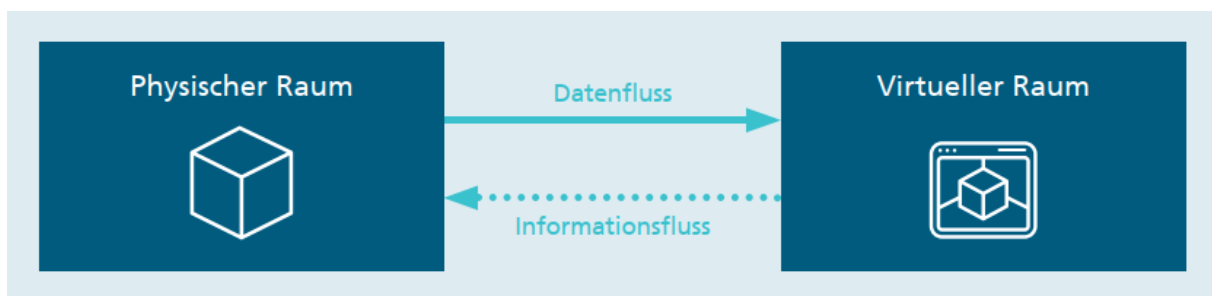 Physischer Raum
Datenfluss
Virtueller Raum
Informationsfluss